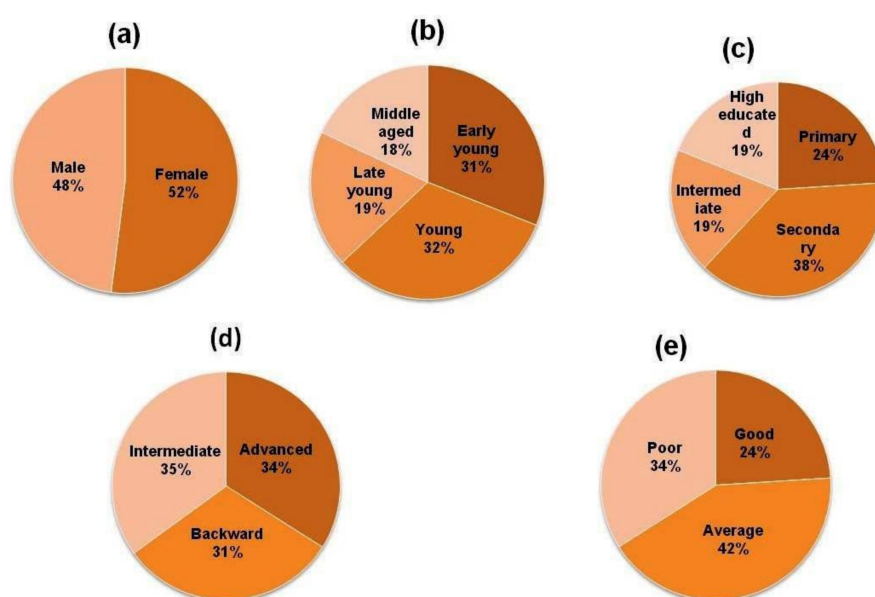 (a)
Male
48%
Female
52%
(b)
Middle
aged
18%
Early
young
31%
Late
young
19%
Young
32%
(c)
High
educate
d
19%
Primary
24%
Intermed
iate
19%
Seconda
ry
38%
(d)
Intermediate
35%
Advanced
34%
Backward
31%
(e)
Poor
34%
Good
24%
Average
42%